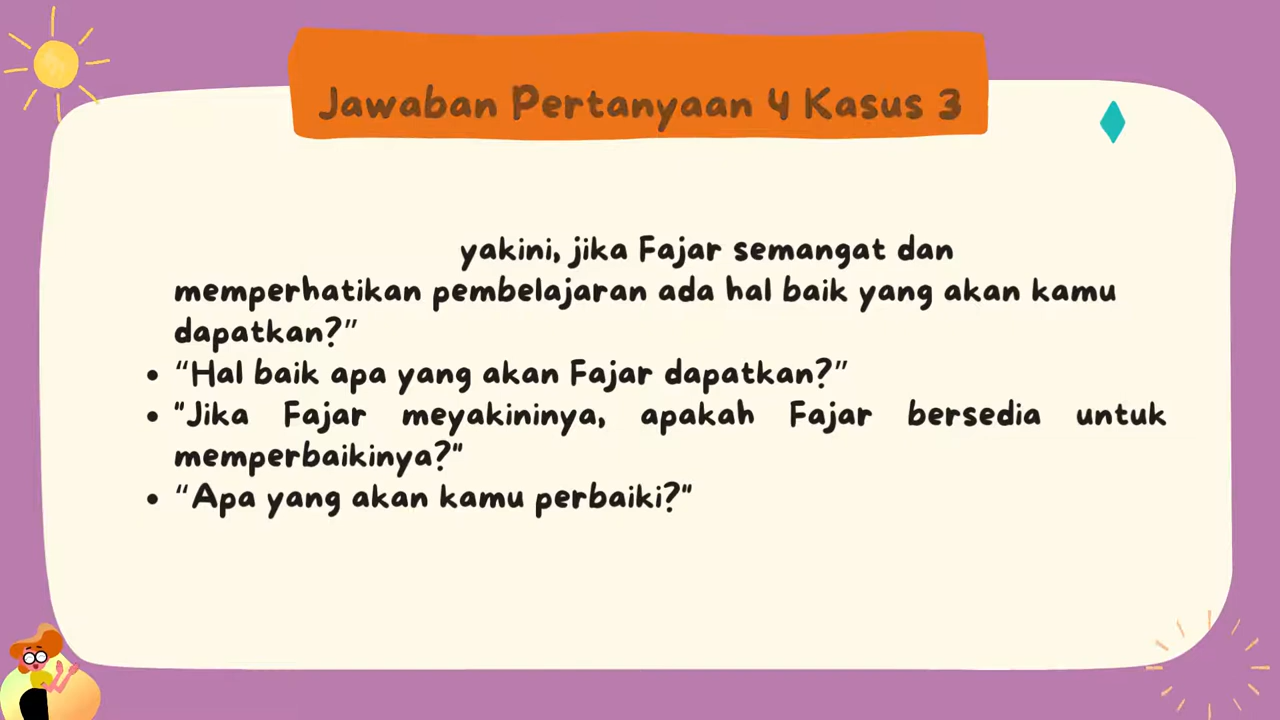 Jawaban Pertanyaan 4 Kasus 3
yakini, jika Fajar semangat dan
memperhatikan pembelajaran ada hal baik yang akan kamu
dapatkan?”
• “Hal baik apa yang akan Fajar dapatkan?”
• "Jika Fajar meyakininya, apakah Fajar bersedia untuk
memperbaikinya?"
• “Apa yang akan kamu perbaiki?"